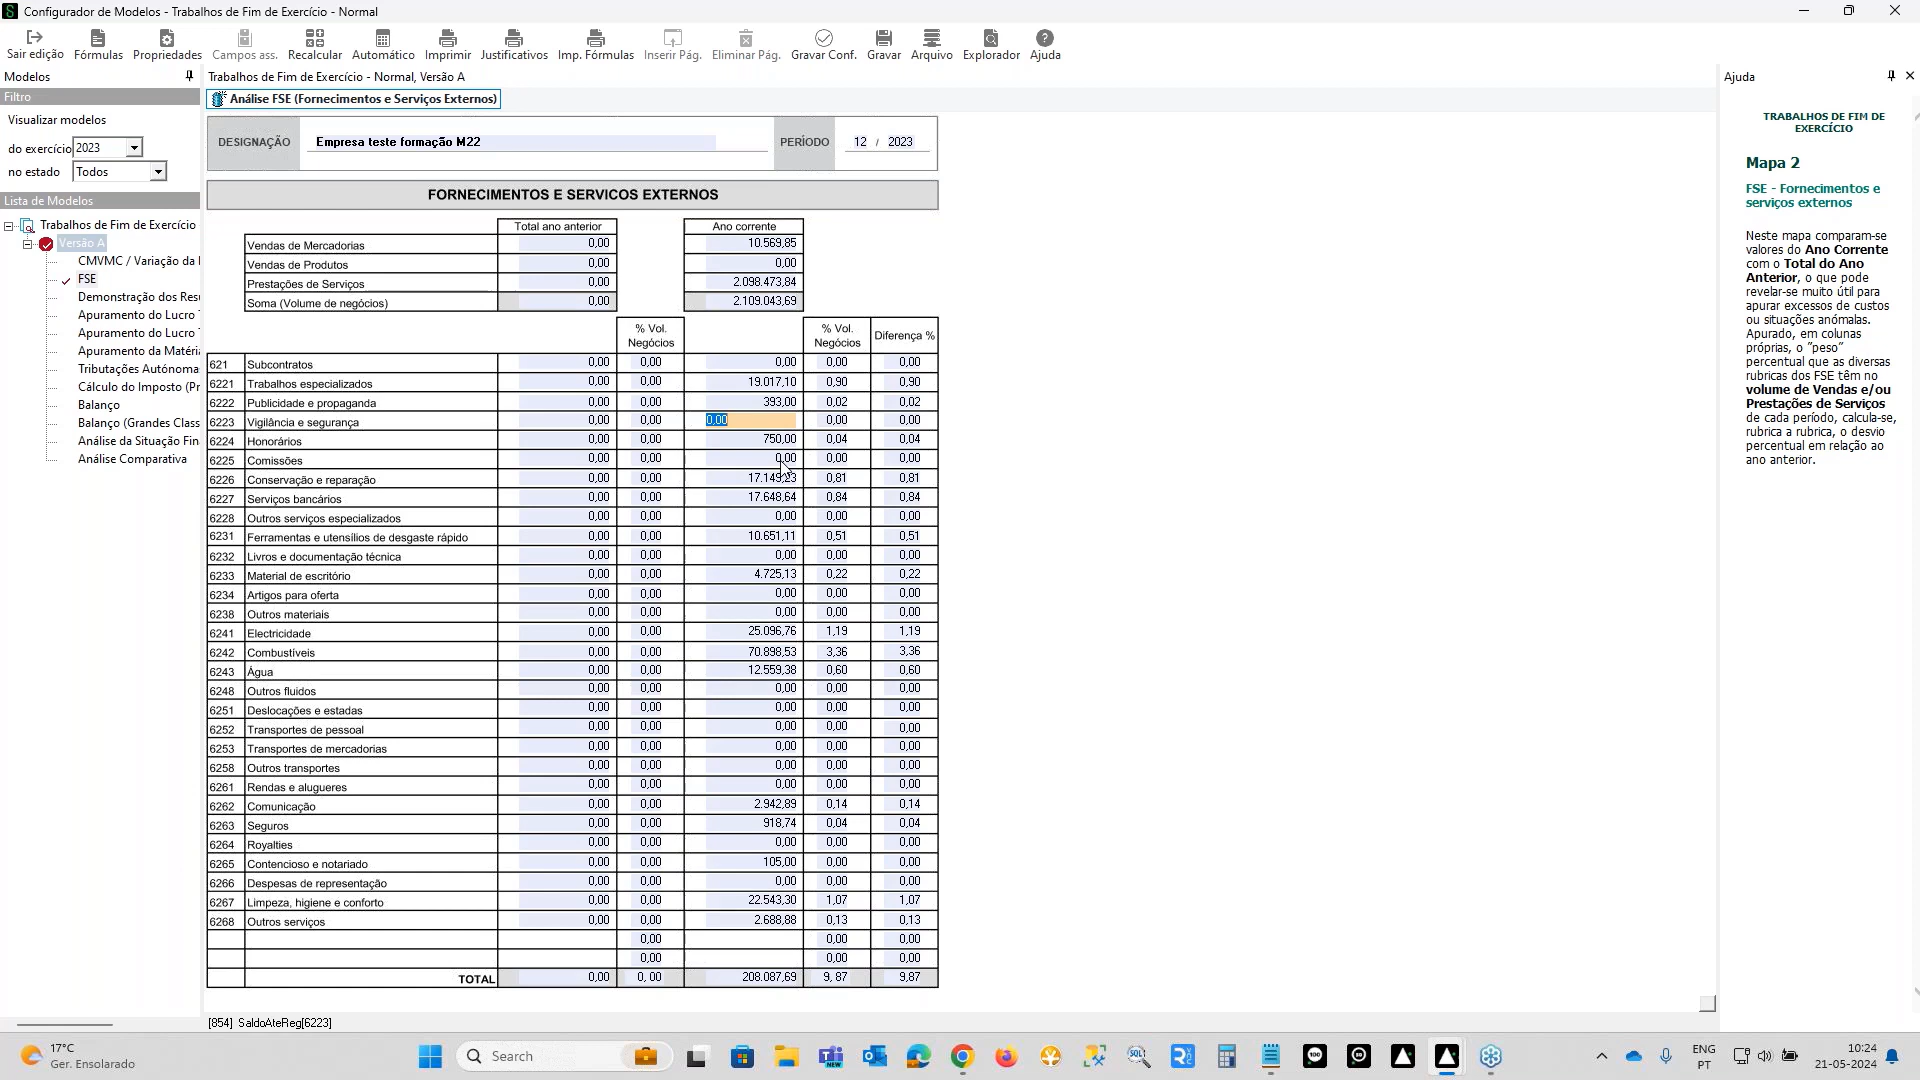 Configurador de Modelos - Trabalhos de Fim de Exercício - Normal
Sair edição Fórmulas Propriedades Campos ass. Recalcular Automático Imprimir Justificativos Imp. Fórmulas Inserir Pág. Eliminar Pág. Gravar Conf. Gravar Arquivo Explorador Ajuda
Modelos
Filtro
Visualizar modelos
do exercício 2023
no estado Todos
Lista de Modelos
Trabalhos de Fim de Exercício
Versão A
CMVMC / Variação da
FSE
Demonstração dos Res
Apuramento do Lucro
Apuramento do Lucro
Apuramento da Matéri
Tributações Autónoma
Cálculo do Imposto (Pr
Balanço
Balanço (Grandes Class
Análise da Situação Fin
Análise Comparativa
Trabalhos de Fim de Exercício - Normal, Versão A
Análise FSE (Fornecimentos e Serviços Externos)
DESIGNAÇÃO Empresa teste formação M22 PERÍODO 12 / 2023
FORNECIMENTOS E SERVICOS EXTERNOS
Total ano anterior Ano corrente
Vendas de Mercadorias 0,00 10.569,85
Vendas de Produtos 0,00 0,00
Prestações de Serviços 0,00 2.098.473,84
Soma (Volume de negócios) 0,00 2.109.043,69
% Vol. Negócios % Vol. Negócios Diferença %
621 Subcontratos 0,00 0,00 0,00 0,00 0,00
6221 Trabalhos especializados 0,00 0,00 19.017,10 0,90 0,90
6222 Publicidade e propaganda 0,00 0,00 393,00 0,02 0,02
6223 Vigilância e segurança 0,00 0,00 0,00 0,00 0,00
6224 Honorários 0,00 0,00 750,00 0,04 0,04
6225 Comissões 0,00 0,00 0,00 0,00 0,00
6226 Conservação e reparação 0,00 0,00 17.149,23 0,81 0,81
6227 Serviços bancários 0,00 0,00 17.648,64 0,84 0,84
6228 Outros serviços especializados 0,00 0,00 0,00 0,00 0,00
6231 Ferramentas e utensílios de desgaste rápido 0,00 0,00 10.651,11 0,51 0,51
6232 Livros e documentação técnica 0,00 0,00 0,00 0,00 0,00
6233 Material de escritório 0,00 0,00 4.725,13 0,22 0,22
6234 Artigos para oferta 0,00 0,00 0,00 0,00 0,00
6238 Outros materiais 0,00 0,00 0,00 0,00 0,00
6241 Electricidade 0,00 0,00 25.096,76 1,19 1,19
6242 Combustíveis 0,00 0,00 70.898,53 3,36 3,36
6243 Água 0,00 0,00 12.559,38 0,60 0,60
6248 Outros fluidos 0,00 0,00 0,00 0,00 0,00
6251 Deslocações e estadas 0,00 0,00 0,00 0,00 0,00
6252 Transportes de pessoal 0,00 0,00 0,00 0,00 0,00
6253 Transportes de mercadorias 0,00 0,00 0,00 0,00 0,00
6258 Outros transportes 0,00 0,00 0,00 0,00 0,00
6261 Rendas e alugueres 0,00 0,00 0,00 0,00 0,00
6262 Comunicação 0,00 0,00 2.942,89 0,14 0,14
6263 Seguros 0,00 0,00 918,74 0,04 0,04
6264 Royalties 0,00 0,00 0,00 0,00 0,00
6265 Contencioso e notariado 0,00 0,00 105,00 0,00 0,00
6266 Despesas de representação 0,00 0,00 0,00 0,00 0,00
6267 Limpeza, higiene e conforto 0,00 0,00 22.543,30 1,07 1,07
6268 Outros serviços 0,00 0,00 2.688,88 0,13 0,13
0,00 0,00 0,00
0,00 0,00 0,00
TOTAL 0,00 0, 00 208.087,69 9, 87 9,87
[854] SaldoAteReg[6223]
Ajuda
TRABALHOS DE FIM DE
EXERCÍCIO
Mapa 2
FSE - Fornecimentos e
serviços externos
Neste mapa comparam-se
valores do Ano Corrente
com o Total do Ano
Anterior, o que pode
revelar-se muito útil para
apurar excessos de custos
ou situações anómalas.
Apurado, em colunas
próprias, o "peso"
percentual que as diversas
rubricas dos FSE têm no
volume de Vendas e/ou
Prestações de Serviços
de cada período, calcula-se,
rubrica a rubrica, o desvio
percentual em relação ao
ano anterior.
17°C
Ger. Ensolarado
Search
ENG
PT
10:24
21-05-2024